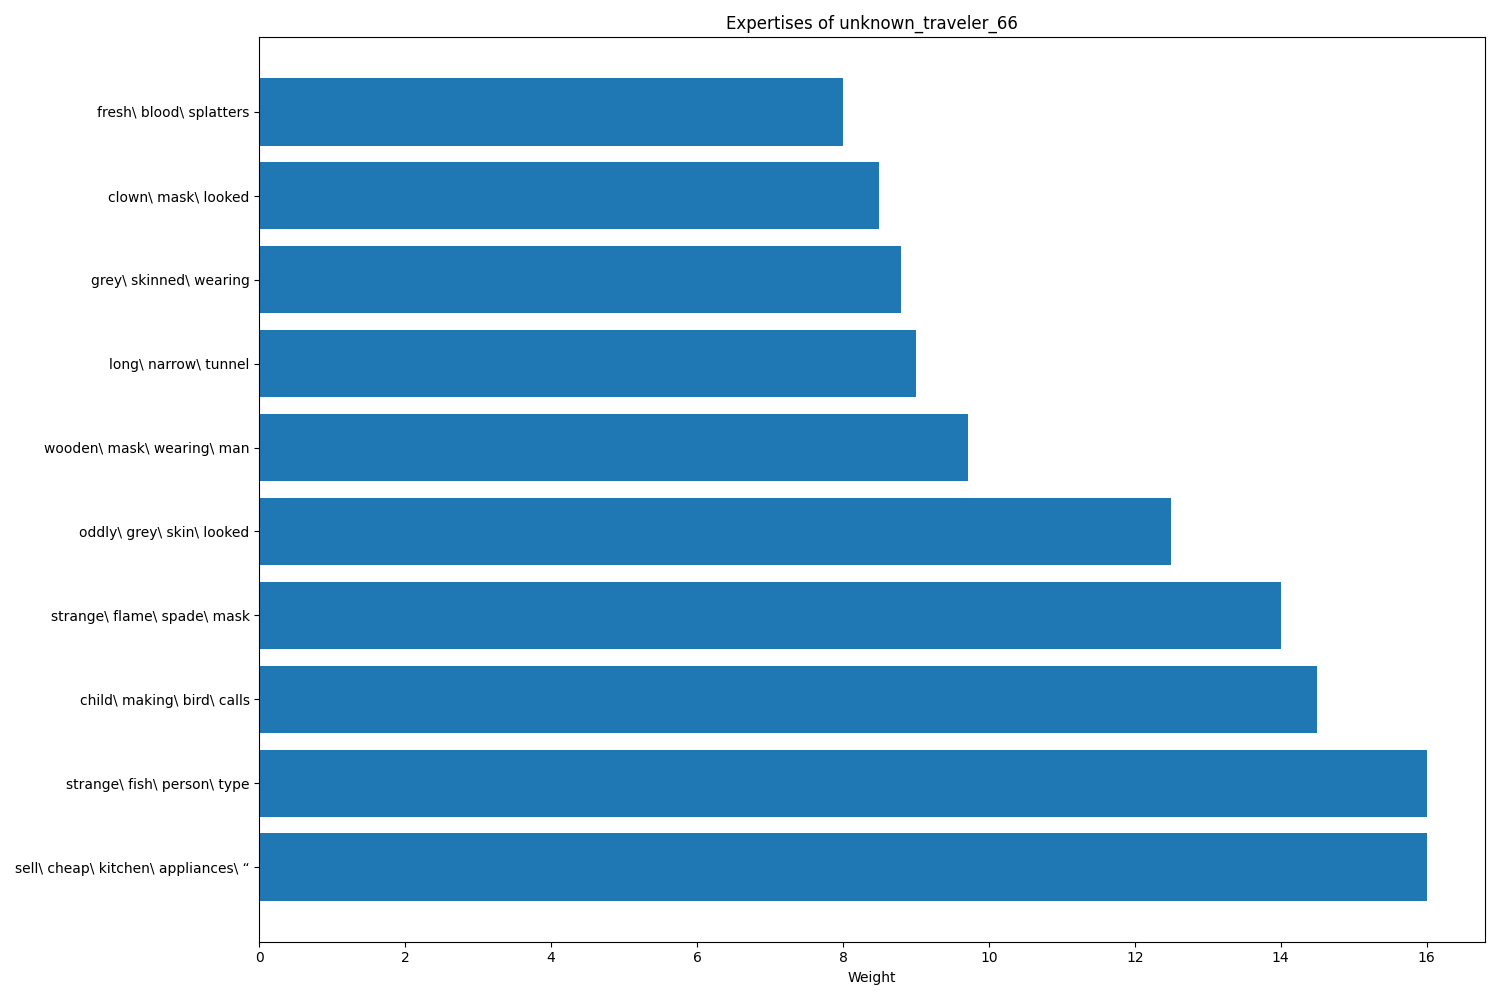 Expertises of unknown_traveler_66
fresh\ blood\ splatters
clown\ mask\ looked
grey\ skinned\ wearing
long\ narrow\ tunnel
wooden\ mask\ wearing\ man
oddly\ grey\ skin\ looked
strange\ flame\ spade\ mask
child\ making\ bird\ calls
strange\ fish\ person\ type
sell\ cheap\ kitchen\ appliances\ “
0 2 4 6 8 10 12 14 16
Weight